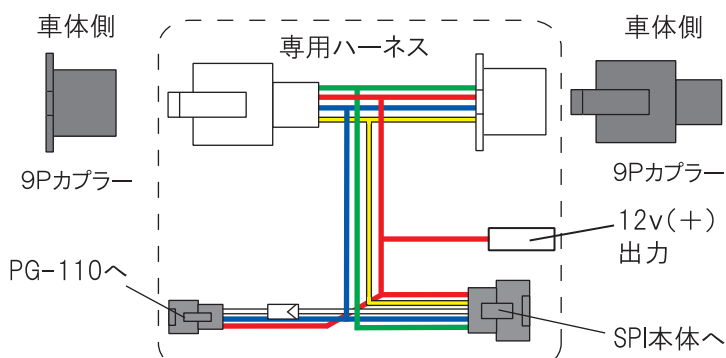 車体側
専用ハーネス
車体側
9Pカプラー
9Pカプラー
12v(+)
出力
PG-110へ
SPI本体へ